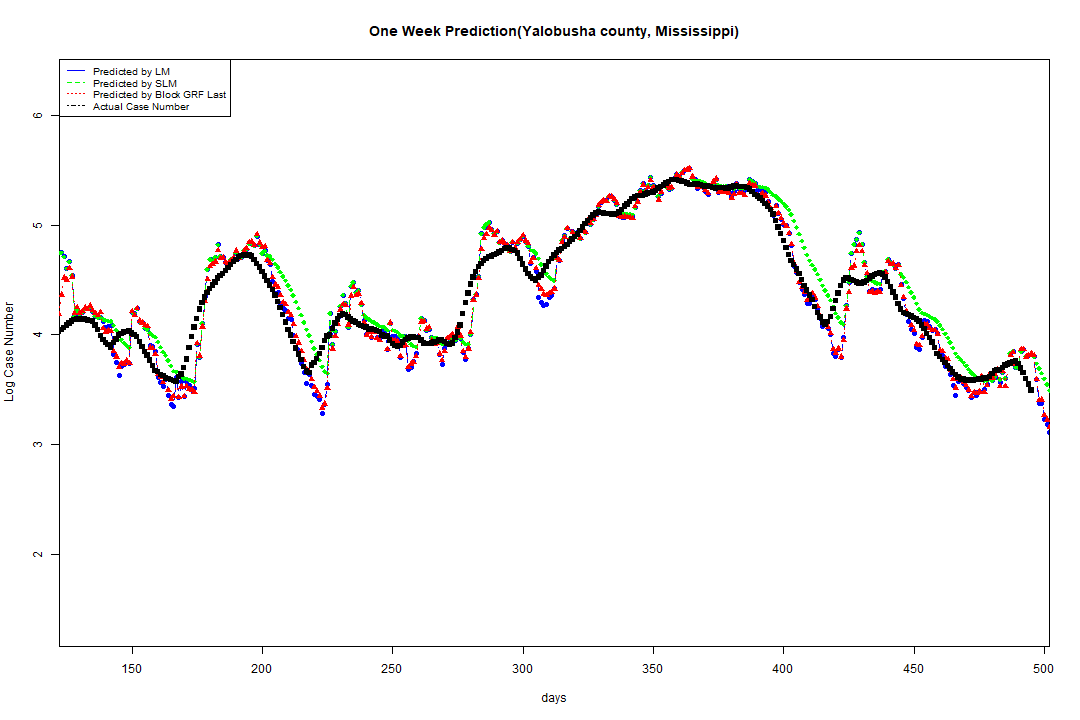 One Week Prediction(Yalobusha county, Mississippi)
Predicted by LM
Predicted by SLM
Predicted by Block GRF Last
Actual Case Number
6
5
4
3
2
Log Case Number
150 200 250 300 350 400 450 500
days